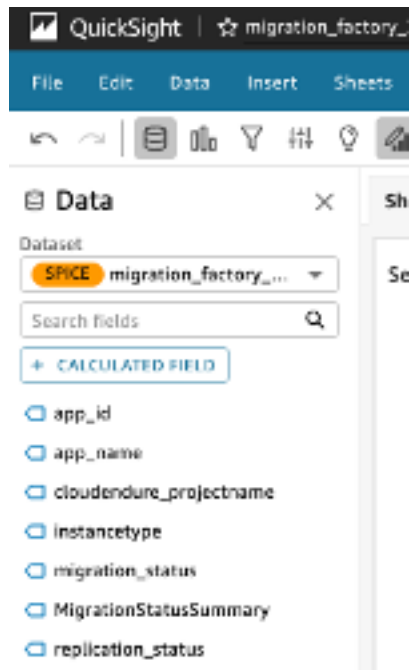 QuickSight | migration_factory_
File Edit Data Insert Sheets
Data
Sh
Dataset
SPICE migration_factory_...
Se
Search fields
+ CALCULATED FIELD
app_id
app_name
cloudendure_projectname
instancetype
migration_status
MigrationStatusSummary
replication_status